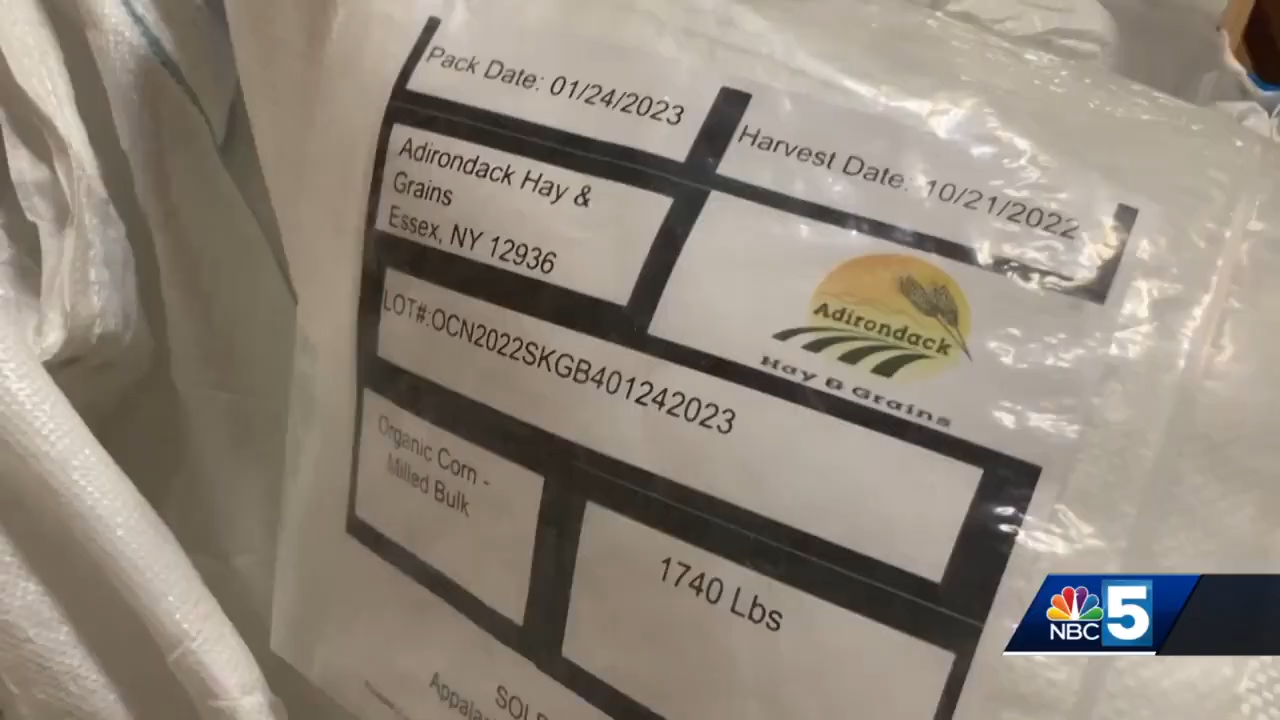 Pack Date: 01/24/2023
Harvest Date: 10/21/2022
Adirondack Hay &
Grains
Essex, NY 12936
Adirondack
Hay & Grains
LOT#:OCN2022SKGB401242023
Organic Corn -
Milled Bulk
1740 Lbs
NBC 5